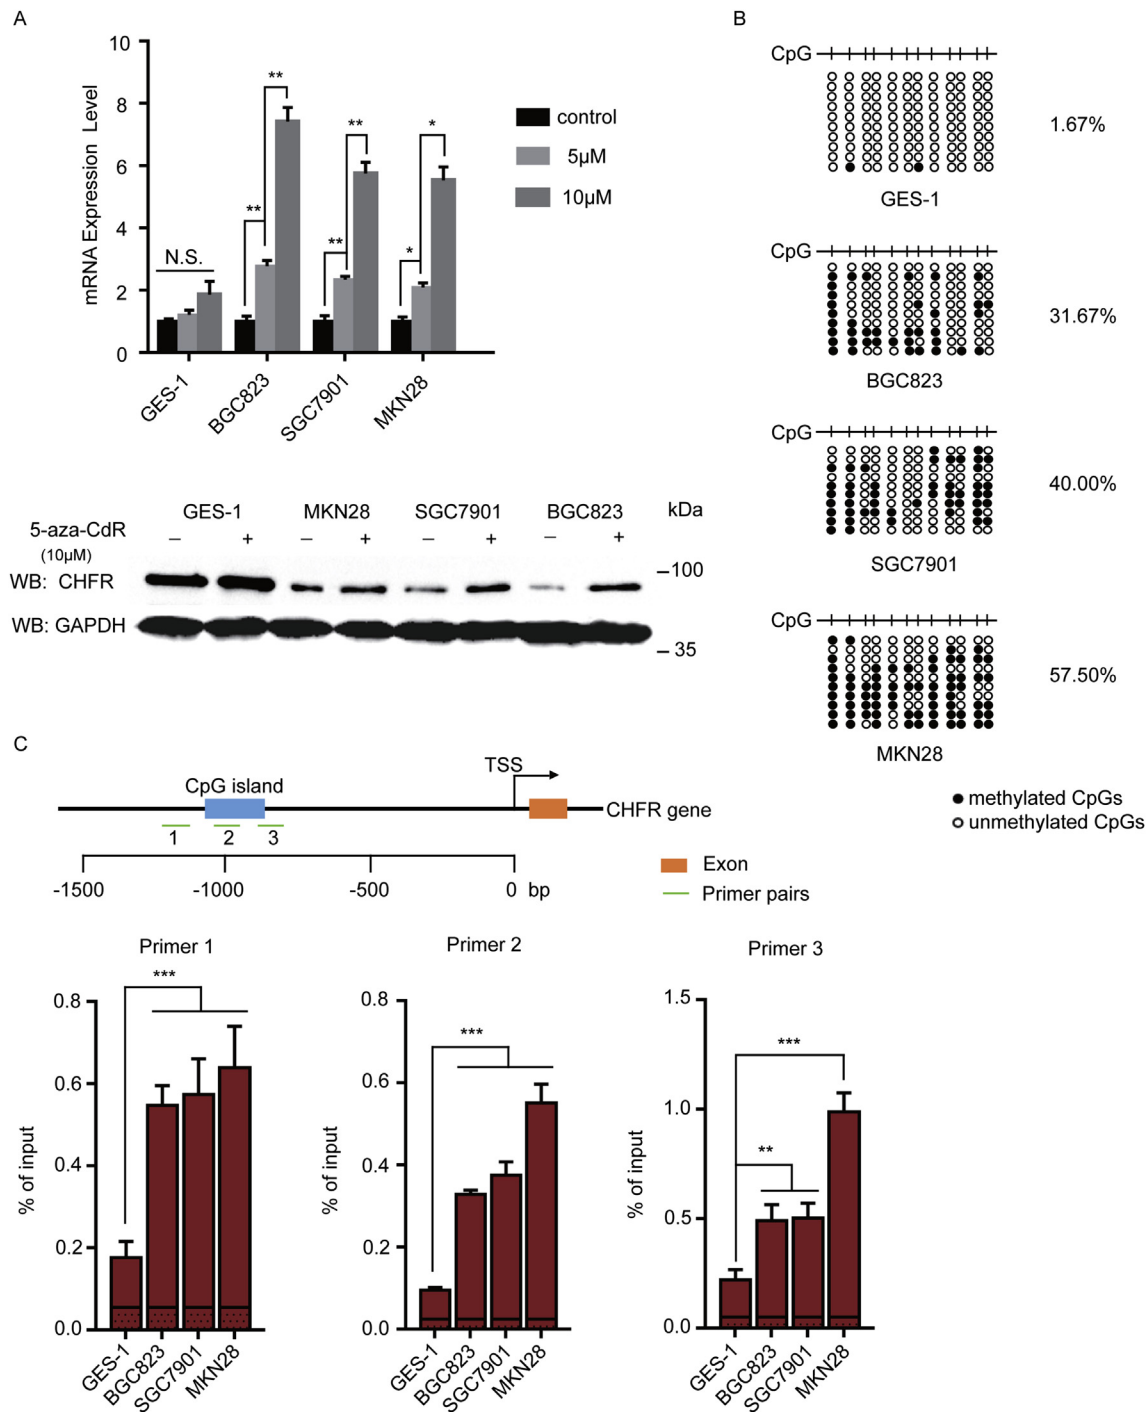 A
mRNA Expression Level
10
8
6
4
2
0
N.S.
**
**
**
**
*
*
GES-1
BGC823
SGC7901
MKN28
control
5μM
10μM
GES-1 MKN28 SGC7901 BGC823 kDa
5-aza-CdR
(10μM)
– + – + – + – +
WB: CHFR
–100
WB: GAPDH
– 35
B
CpG
1.67%
GES-1
CpG
31.67%
BGC823
CpG
40.00%
SGC7901
CpG
57.50%
MKN28
methylated CpGs
unmethylated CpGs
C
TSS
CpG island
CHFR gene
1 2 3
-1500 -1000 -500 0 bp
Exon
Primer pairs
Primer 1
***
% of input
0.8
0.6
0.4
0.2
0.0
GES-1
BGC823
SGC7901
MKN28
Primer 2
***
% of input
0.8
0.6
0.4
0.2
0.0
GES-1
BGC823
SGC7901
MKN28
Primer 3
***
**
% of input
1.5
1.0
0.5
0.0
GES-1
BGC823
SGC7901
MKN28